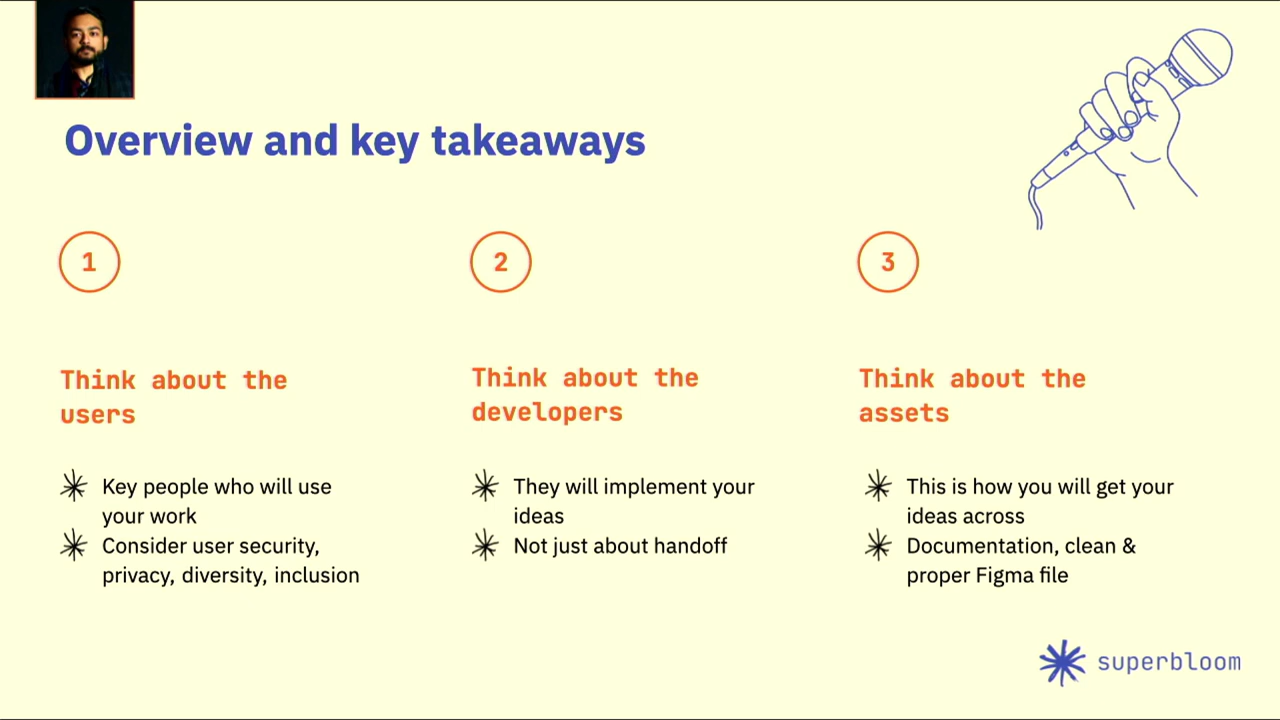 Overview and key takeaways
1
Think about the
users
Key people who will use
your work
Consider user security,
privacy, diversity, inclusion
2
Think about the
developers
They will implement your
ideas
Not just about handoff
3
Think about the
assets
This is how you will get your
ideas across
Documentation, clean &
proper Figma file
superbloom